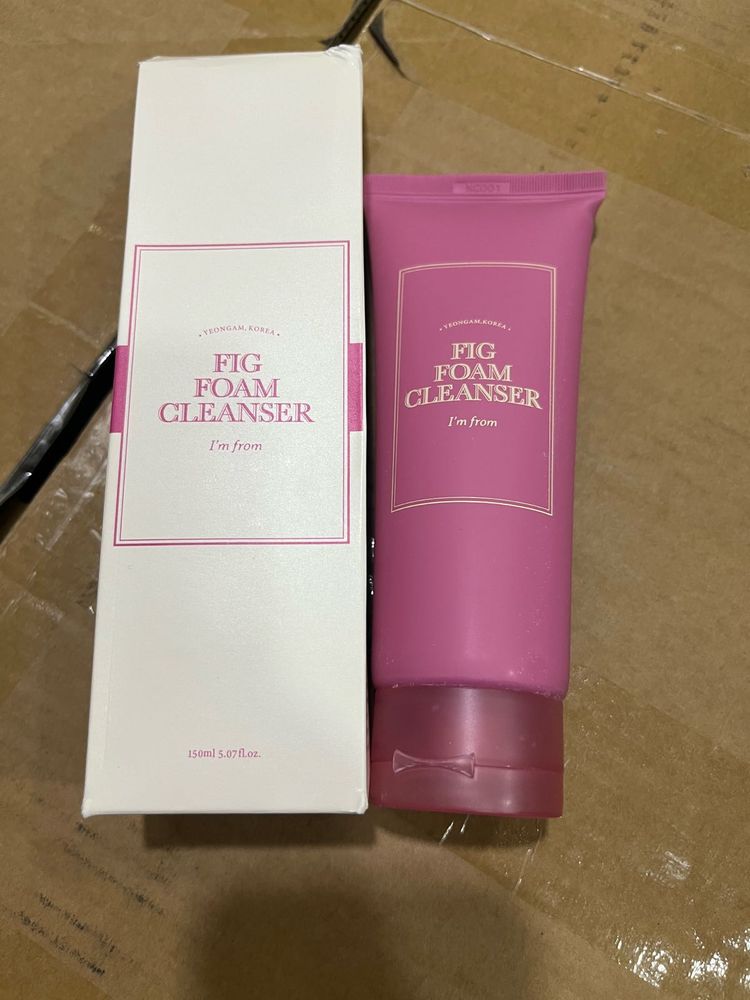 • YEONGAM, KOREA •
FIG
FOAM
CLEANSER
I'm from
150ml 5.07fl.oz.
• YEONGAM, KOREA •
FIG
FOAM
CLEANSER
I'm from